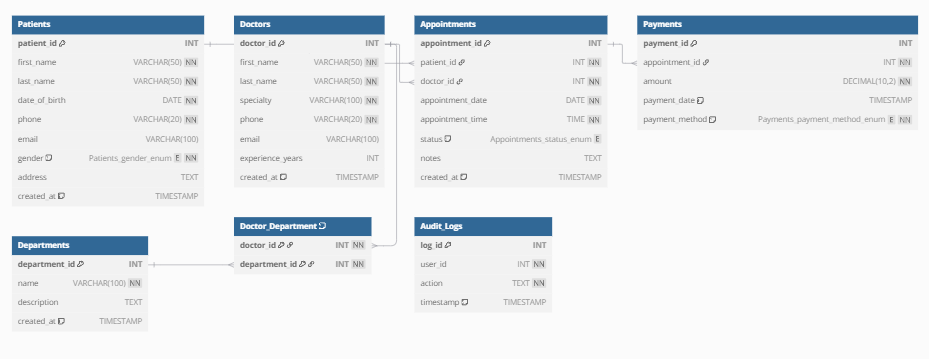 Patients
patient_id INT
first_name VARCHAR(50) NN
last_name VARCHAR(50) NN
date_of_birth DATE NN
phone VARCHAR(20) NN
email VARCHAR(100)
gender Patients_gender_enum E NN
address TEXT
created_at TIMESTAMP
Doctors
doctor_id INT
first_name VARCHAR(50) NN
last_name VARCHAR(50) NN
specialty VARCHAR(100) NN
phone VARCHAR(20) NN
email VARCHAR(100)
experience_years INT
created_at TIMESTAMP
Appointments
appointment_id INT
patient_id INT NN
doctor_id INT NN
appointment_date DATE NN
appointment_time TIME NN
status Appointments_status_enum E
notes TEXT
created_at TIMESTAMP
Payments
payment_id INT
appointment_id INT NN
amount DECIMAL(10,2) NN
payment_date TIMESTAMP
payment_method Payments_payment_method_enum E NN
Departments
department_id INT
name VARCHAR(100) NN
description TEXT
created_at TIMESTAMP
Doctor_Department
doctor_id INT NN
department_id INT NN
Audit_Logs
log_id INT
user_id INT NN
action TEXT NN
timestamp TIMESTAMP